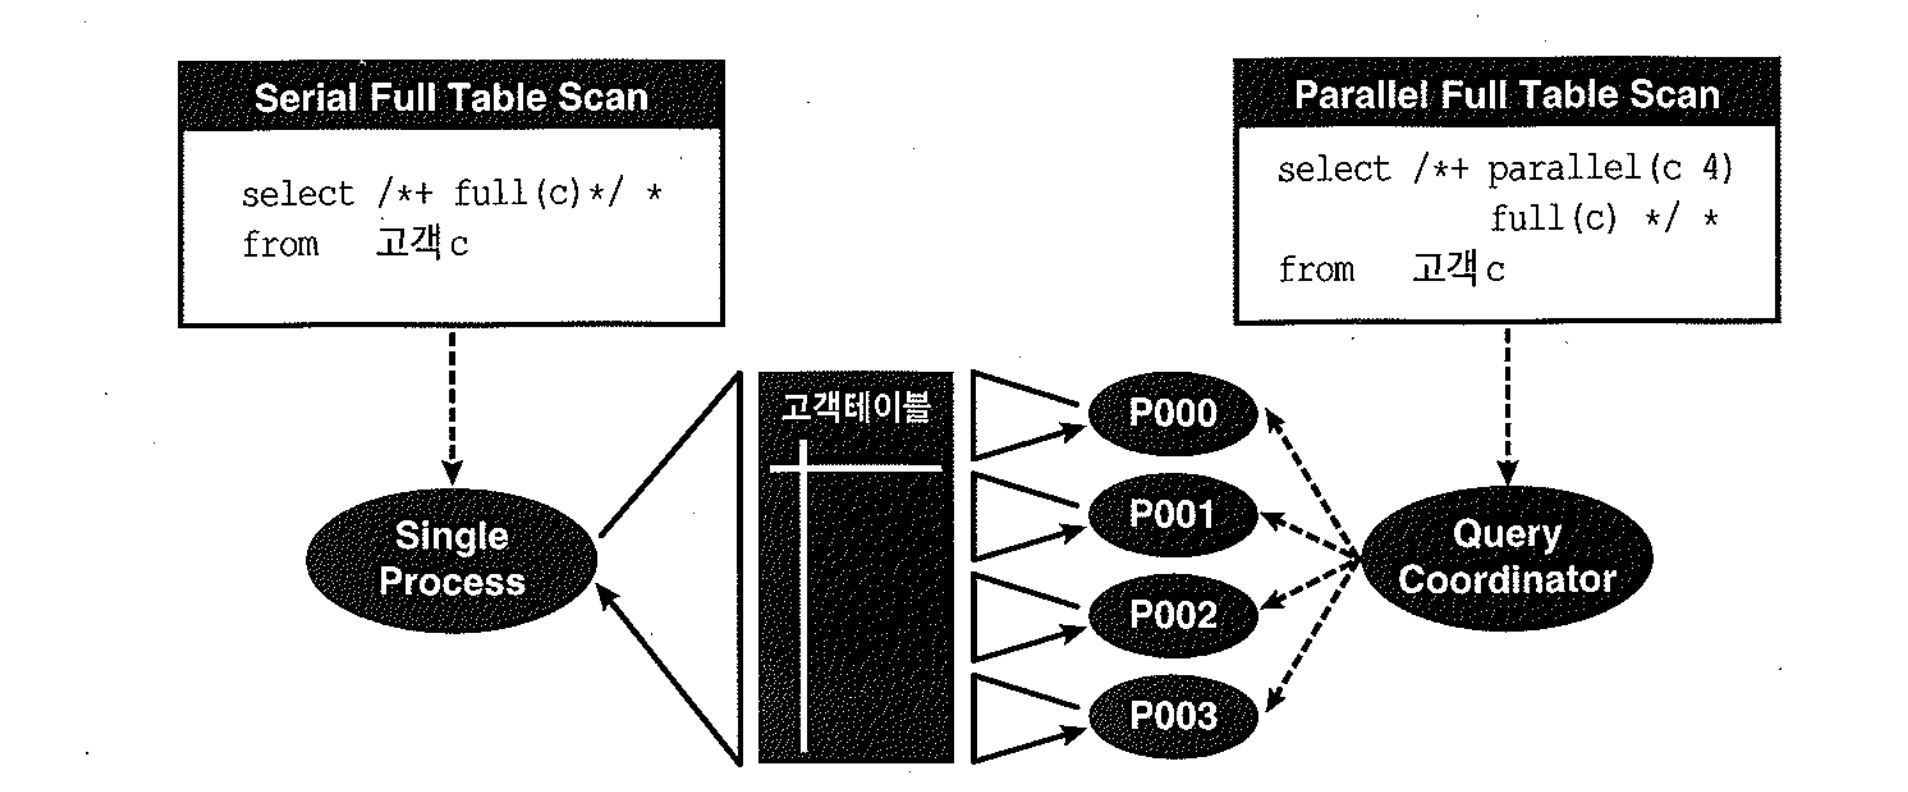 Serial Full Table Scan
select /*+ full(c)*/ *
from 고객 c
Parallel Full Table Scan
select /*+ parallel(c 4)
full(c) */ *
from 고객 c
Single
Process
고객테이블
P000
P001
P002
P003
Query
Coordinator